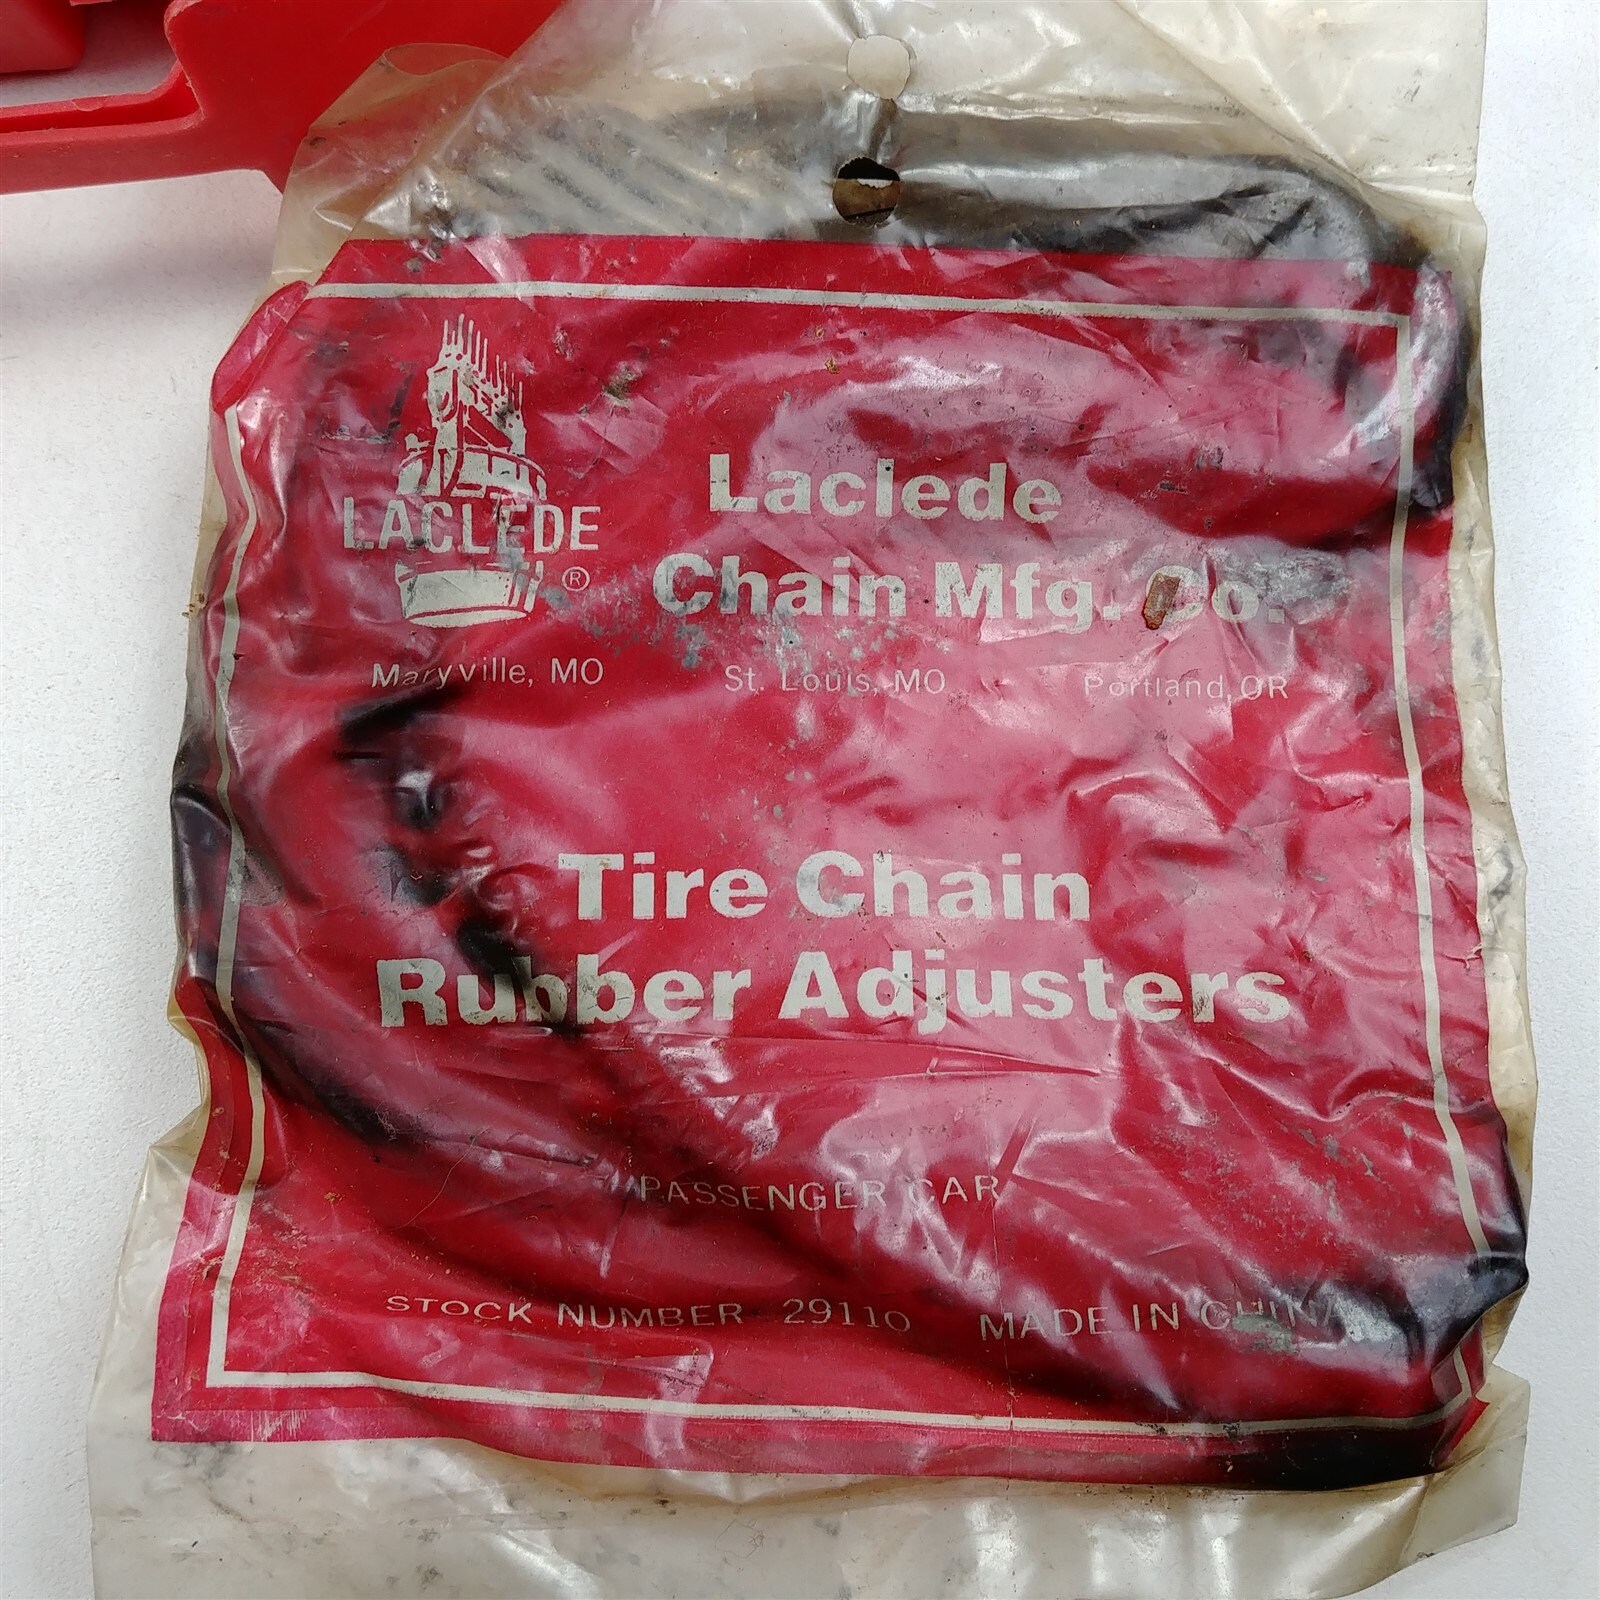 LACLEDE
®
Laclede
Chain Mfg. Co.
Maryville, MO St. Louis, MO Portland, OR
Tire Chain
Rubber Adjusters
PASSENGER CAR
STOCK NUMBER 29110 MADE IN CHINA